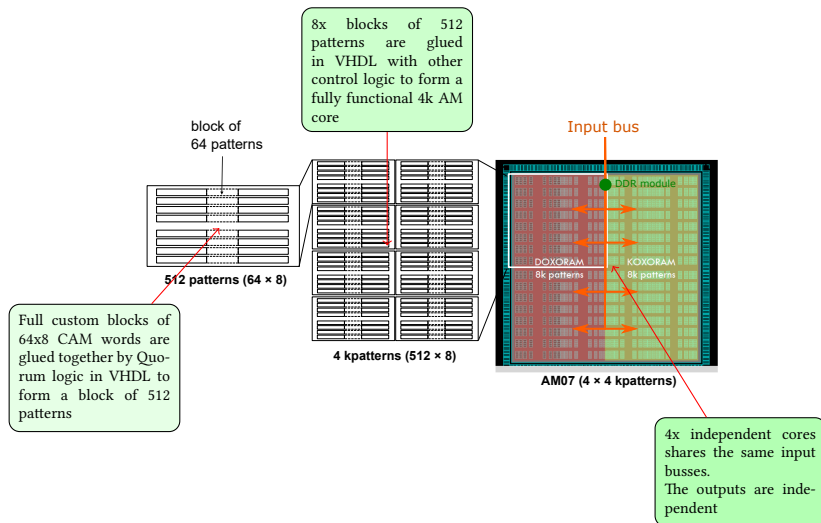 8x blocks of 512
patterns are glued
in VHDL with other
control logic to form a
fully functional 4k AM
core
block of
64 patterns
Input bus
DDR module
DOXORAM
8k patterns
KOXORAM
8k patterns
512 patterns (64 × 8)
4 kpatterns (512 × 8)
AM07 (4 × 4 kpatterns)
Full custom blocks of
64x8 CAM words are
glued together by Quo-
rum logic in VHDL to
form a block of 512
patterns
4x independent cores
shares the same input
busses.
The outputs are inde-
pendent